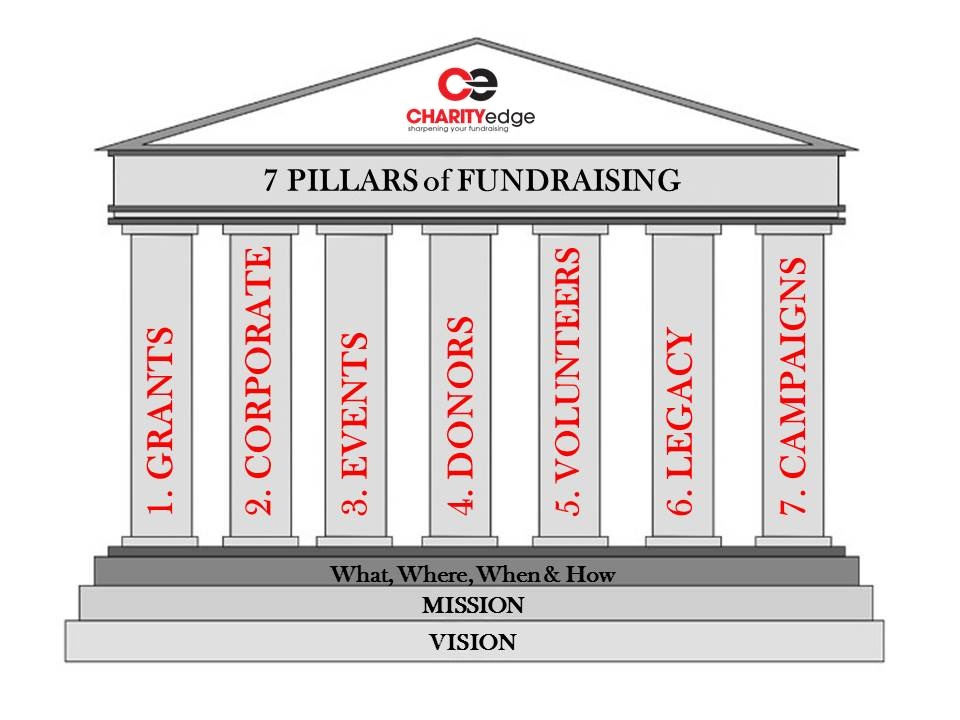 ce
CHARITYedge
sharpening your fundraising
7 PILLARS of FUNDRAISING
1. GRANTS
2. CORPORATE
3. EVENTS
4. DONORS
5. VOLUNTEERS
6. LEGACY
7. CAMPAIGNS
What, Where, When & How
MISSION
VISION